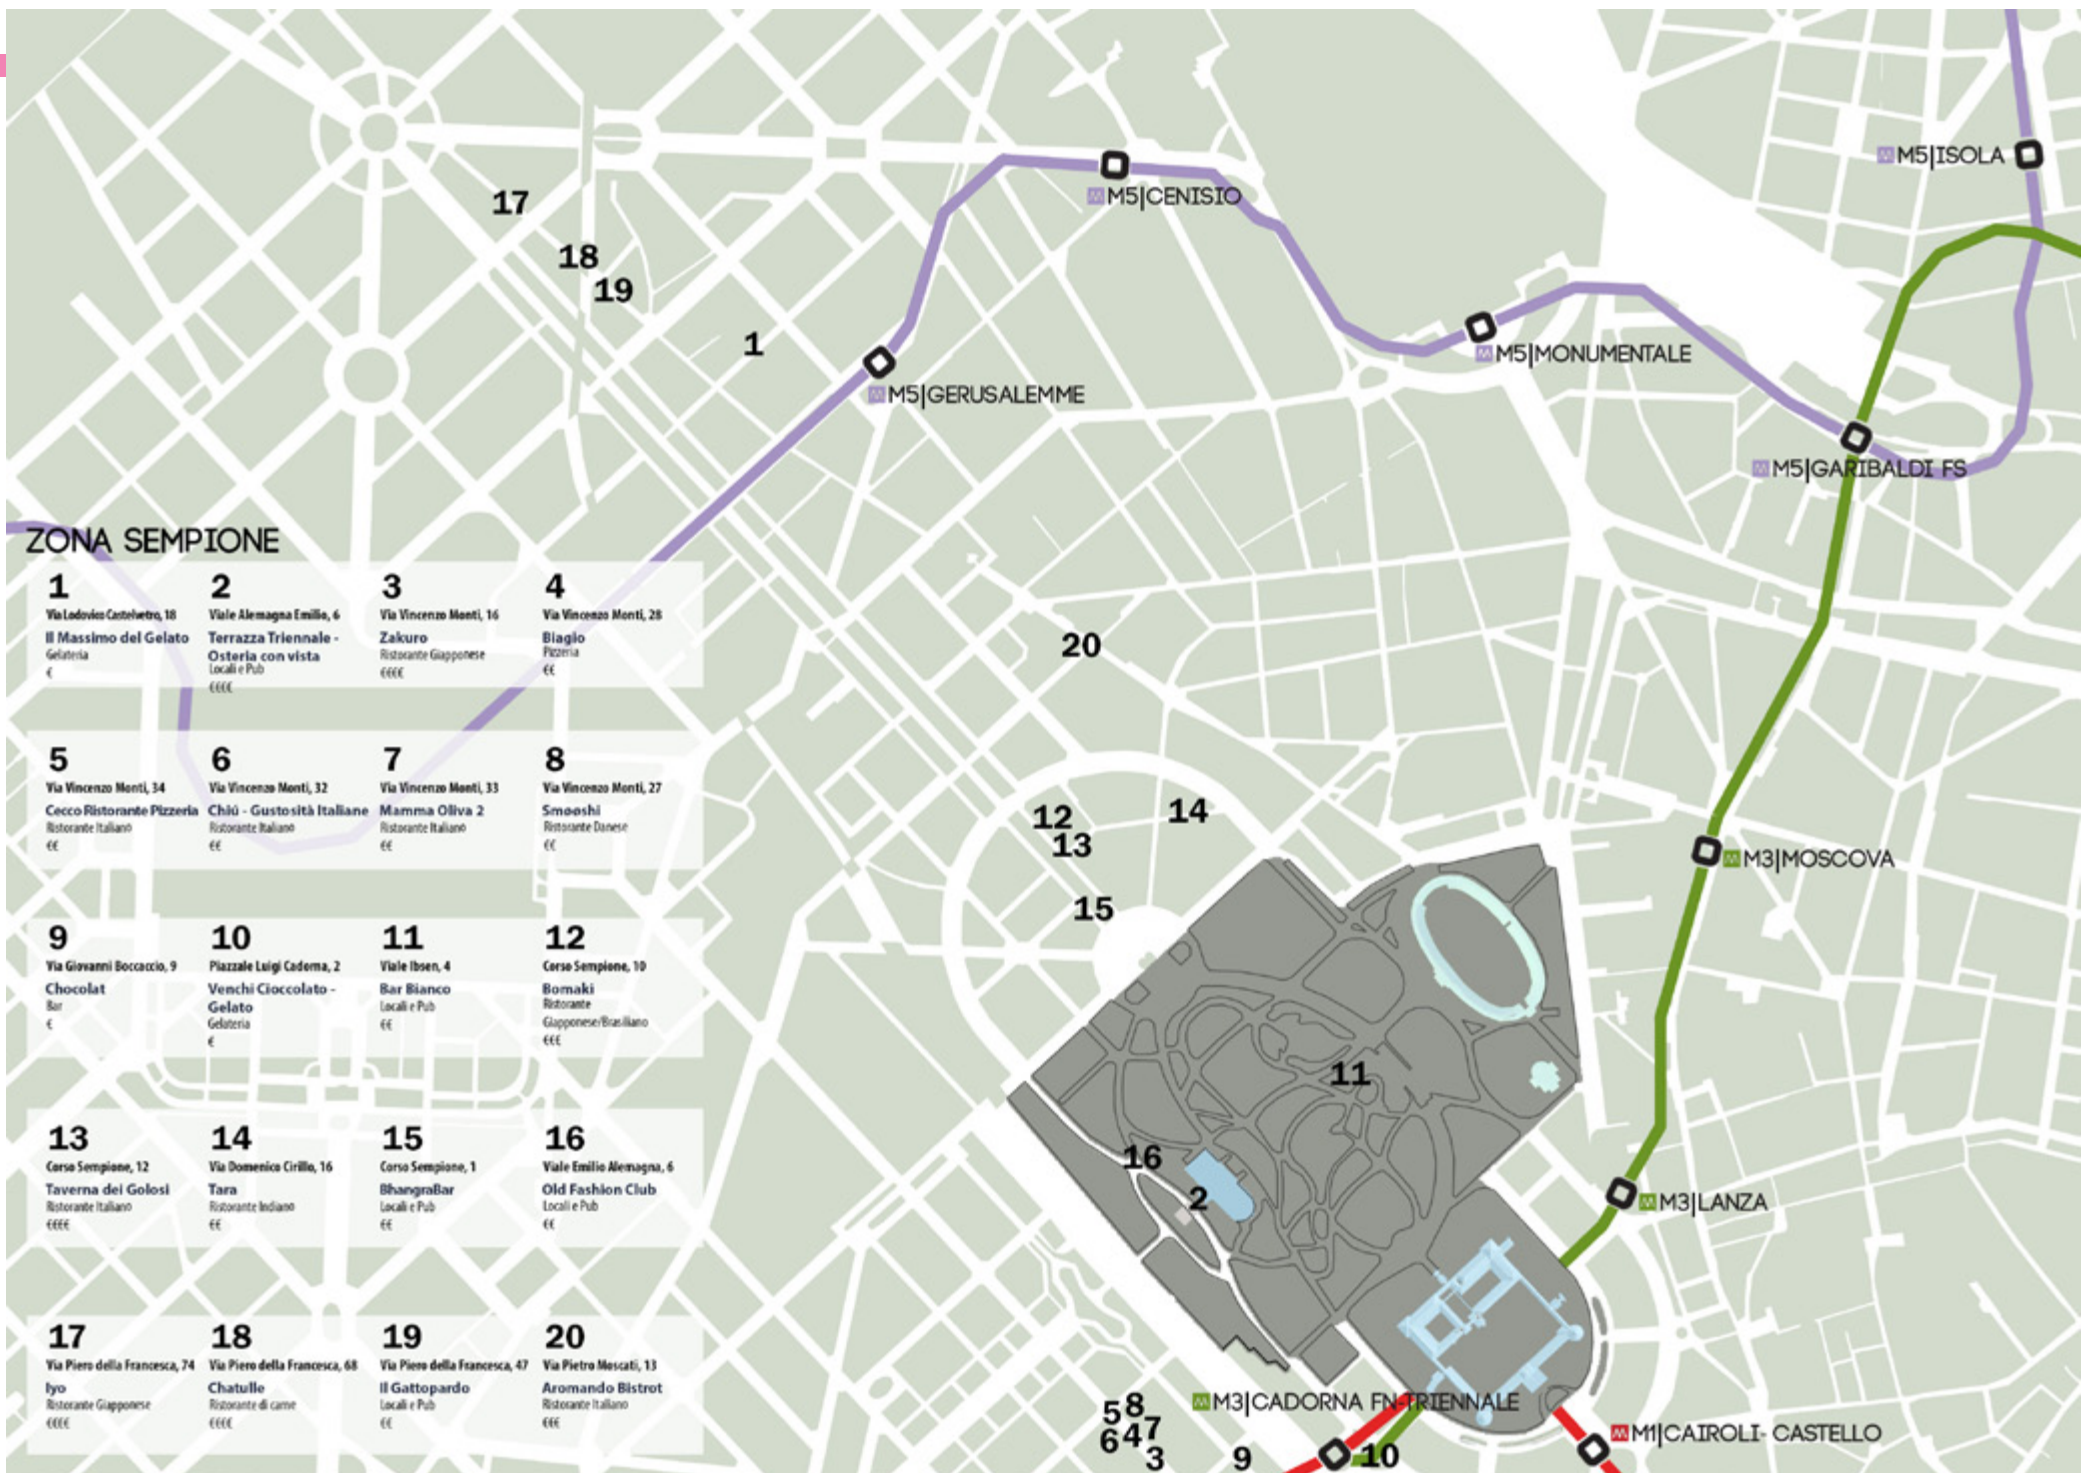 M5|ISOLA
M5|CENISIO
17
18
19
1
M5|MONUMENTALE
M5|GERUSALEMME
M5|GARIBALDI FS
ZONA SEMPIONE
1
Via Lodovico Castelvetro, 18
Il Massimo del Gelato
Gelateria
€
2
Viale Alemagna Emilio, 6
Terrazza Triennale -
Osteria con vista
Locali e Pub
€€€€
3
Via Vincenzo Monti, 16
Zakuro
Ristorante Giapponese
€€€€
4
Via Vincenzo Monti, 28
Biagio
Pizzeria
€€
5
Via Vincenzo Monti, 34
Cecco Ristorante Pizzeria
Ristorante Italiano
€€
6
Via Vincenzo Monti, 32
Chiù - Gustosità Italiane
Ristorante Italiano
€€
7
Via Vincenzo Monti, 33
Mamma Oliva 2
Ristorante Italiano
€€
8
Via Vincenzo Monti, 27
Smøøshi
Ristorante Danese
€€
9
Via Giovanni Boccaccio, 9
Chocolat
Bar
€
10
Piazzale Luigi Cadorna, 2
Venchi Cioccolato -
Gelato
Gelateria
€
11
Viale Ibsen, 4
Bar Bianco
Locali e Pub
€€
12
Corso Sempione, 10
Bomaki
Ristorante
Giapponese/Brasiliano
€€€
13
Corso Sempione, 12
Taverna dei Golosi
Ristorante Italiano
€€€€
14
Via Domenico Cirillo, 16
Tara
Ristorante Indiano
€€
15
Corso Sempione, 1
BhangraBar
Locali e Pub
€€
16
Viale Emilio Alemagna, 6
Old Fashion Club
Locali e Pub
€€
17
Via Piero della Francesca, 74
Iyo
Ristorante Giapponese
€€€€
18
Via Piero della Francesca, 68
Chatulle
Ristorante di carne
€€€€
19
Via Piero della Francesca, 47
Il Gattopardo
Locali e Pub
€€
20
Via Pietro Moscati, 13
Aromando Bistrot
Ristorante Italiano
€€€
20
12
14
13
M3|MOSCOVA
15
11
16
2
M3|LANZA
5
8
M3|CADORNA FN-TRIENNALE
6
4
7
M1|CAIROLI- CASTELLO
3
9
10